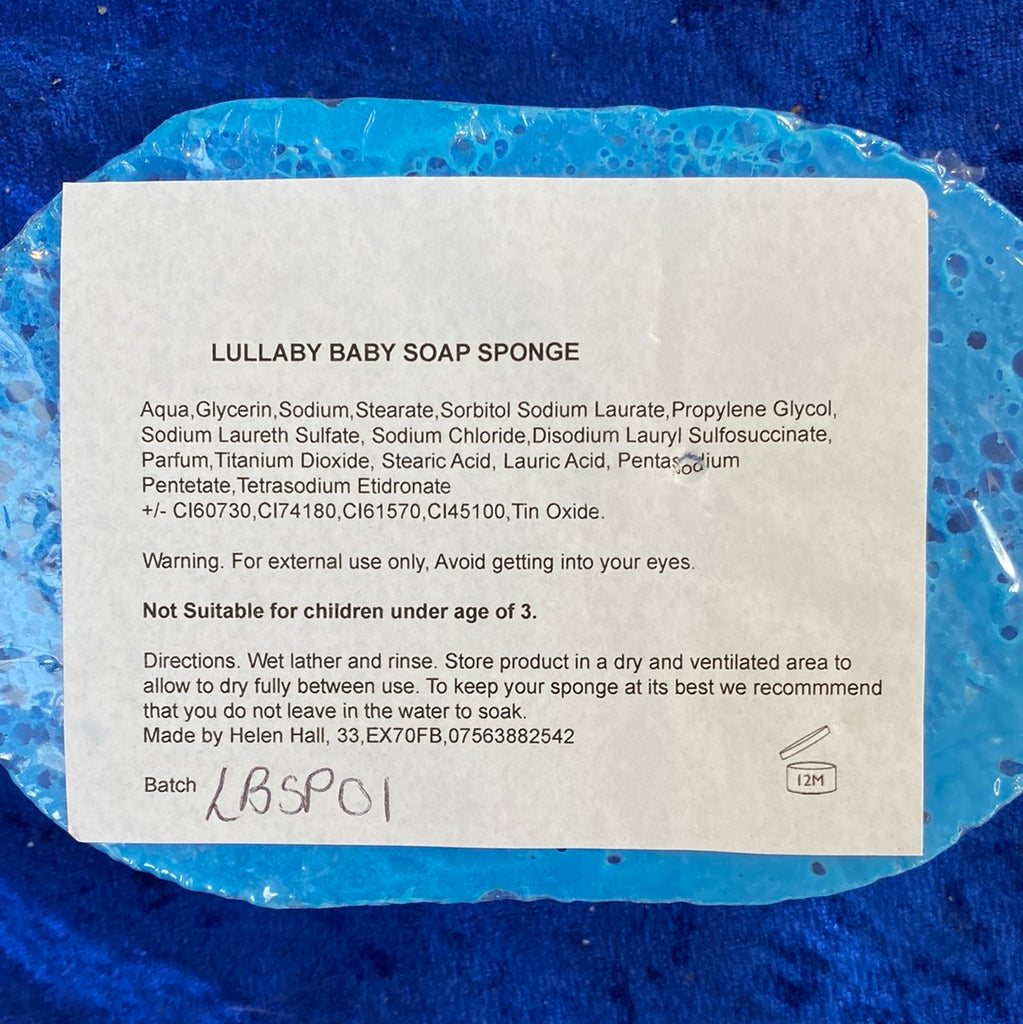 LULLABY BABY SOAP SPONGE
Aqua,Glycerin,Sodium,Stearate,Sorbitol Sodium Laurate,Propylene Glycol,
Sodium Laureth Sulfate, Sodium Chloride,Disodium Lauryl Sulfosuccinate,
Parfum,Titanium Dioxide, Stearic Acid, Lauric Acid, Pentasodium
Pentetate,Tetrasodium Etidronate
+/- CI60730,CI74180,CI61570,CI45100,Tin Oxide.
Warning. For external use only, Avoid getting into your eyes.
Not Suitable for children under age of 3.
Directions. Wet lather and rinse. Store product in a dry and ventilated area to
allow to dry fully between use. To keep your sponge at its best we recommmend
that you do not leave in the water to soak.
Made by Helen Hall, 33,EX70FB,07563882542
12M
Batch LBSP01